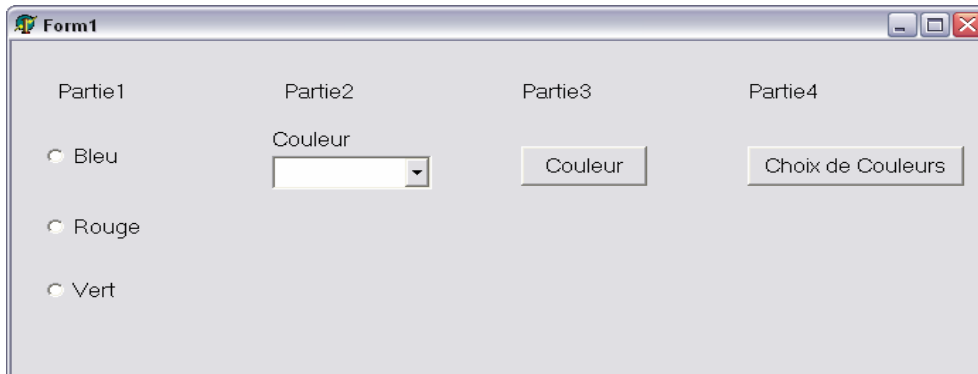 Form1
Partie1 Partie2 Partie3 Partie4
Couleur
Bleu Couleur Choix de Couleurs
Rouge
Vert